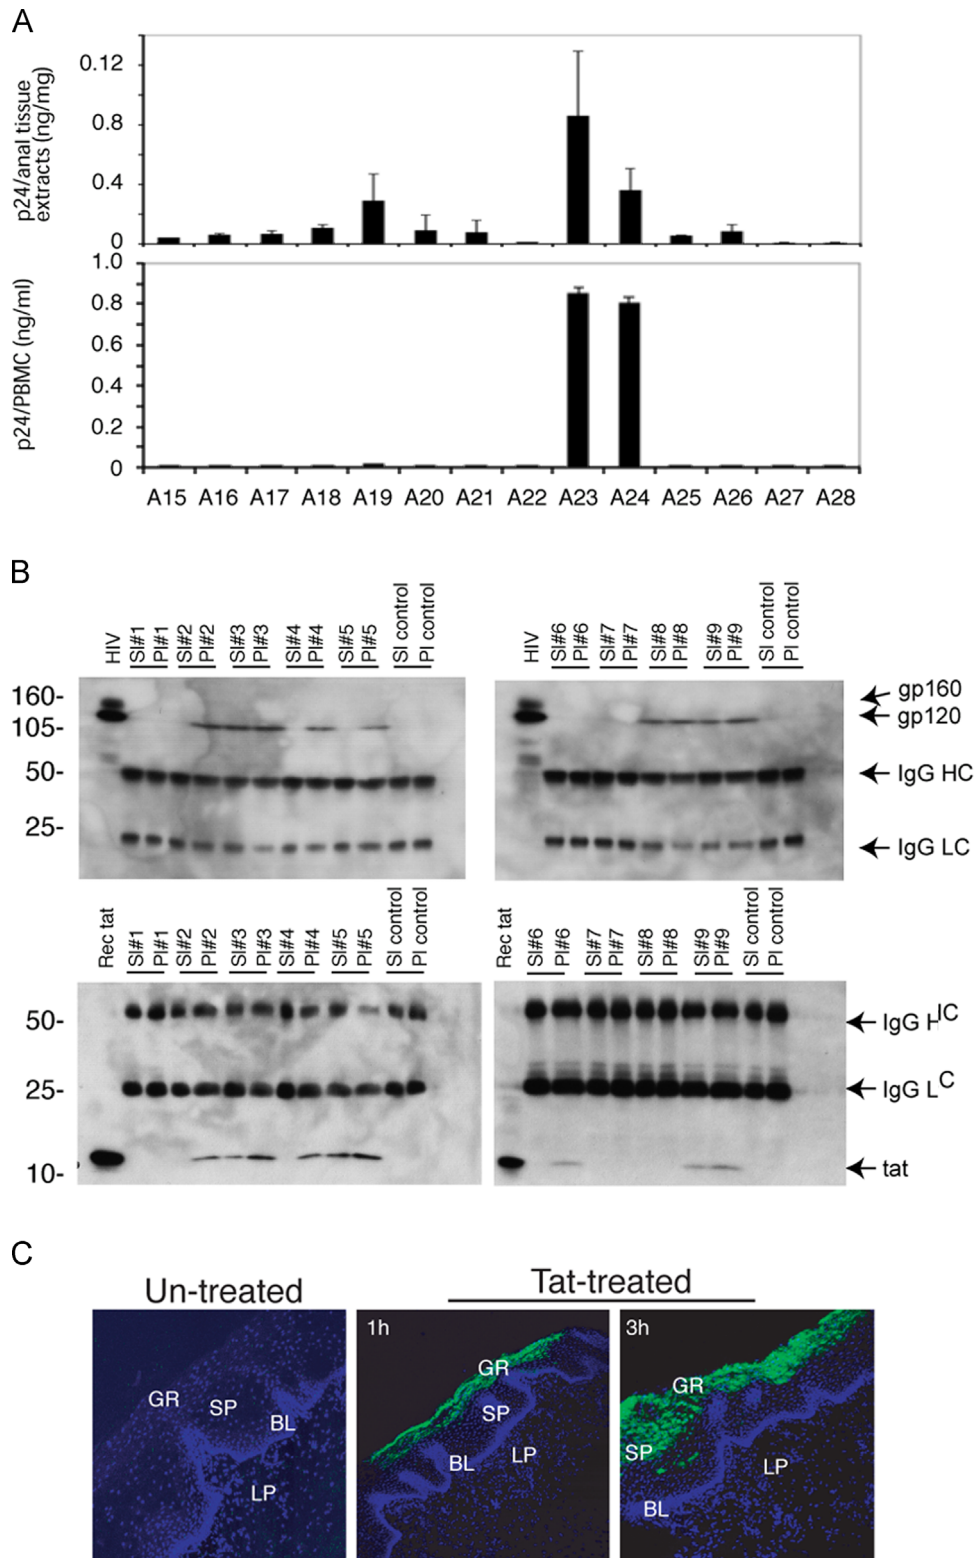 A
p24/anal tissue
extracts (ng/mg)
0.12
0.8
0.4
0
p24/PBMC (ng/ml)
1.0
0.8
0.6
0.4
0.2
0
A15 A16 A17 A18 A19 A20 A21 A22 A23 A24 A25 A26 A27 A28
B
HIV SI#1 PI#1 SI#2 PI#2 SI#3 PI#3 SI#4 PI#4 SI#5 PI#5 SI control PI control
HIV SI#6 PI#6 SI#7 PI#7 SI#8 PI#8 SI#9 PI#9 SI control PI control
160-
105-
50-
25-
gp160
gp120
IgG HC
IgG LC
Rec tat SI#1 PI#1 SI#2 PI#2 SI#3 PI#3 SI#4 PI#4 SI#5 PI#5 SI control PI control
Rec tat SI#6 PI#6 SI#7 PI#7 SI#8 PI#8 SI#9 PI#9 SI control PI control
50-
25-
10-
IgG HC
IgG LC
tat
C
Un-treated
Tat-treated
GR SP BL LP
1h GR SP BL LP
3h GR SP BL LP